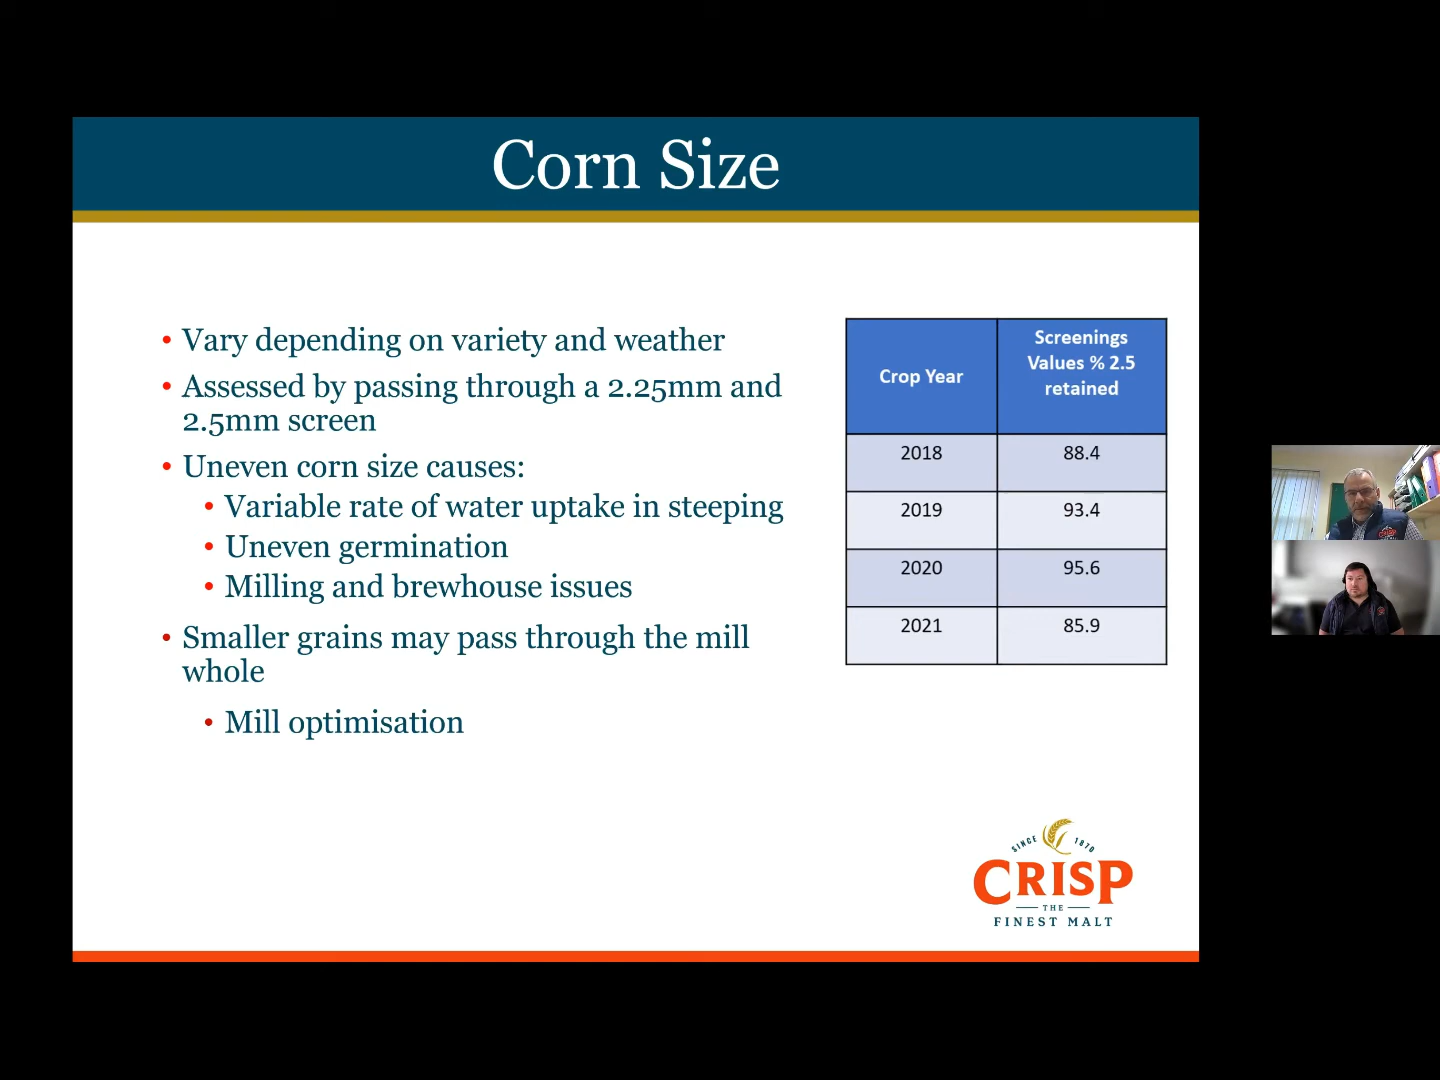 Corn Size
Vary depending on variety and weather
Assessed by passing through a 2.25mm and
2.5mm screen
Uneven corn size causes:
Variable rate of water uptake in steeping
Uneven germination
Milling and brewhouse issues
Smaller grains may pass through the mill
whole
Mill optimisation
Crop Year
Screenings
Values % 2.5
retained
2018 88.4
2019 93.4
2020 95.6
2021 85.9
SINCE 1870
CRISP
THE
FINEST MALT
CRISP